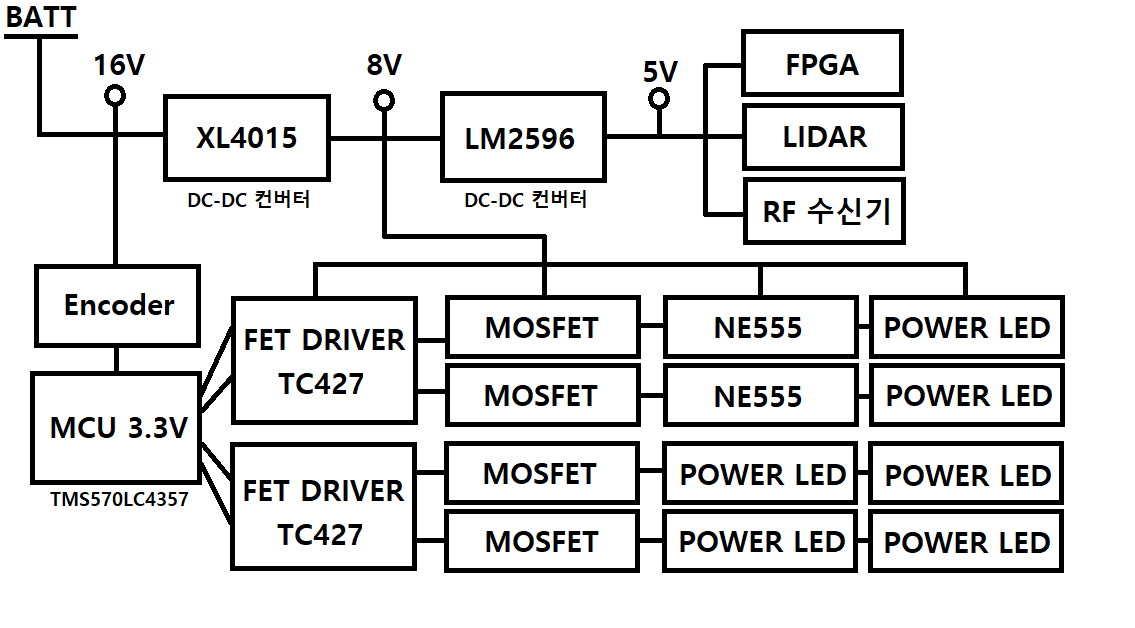 BATT
16V
8V
5V
XL4015
DC-DC 컨버터
LM2596
DC-DC 컨버터
FPGA
LIDAR
RF 수신기
Encoder
MCU 3.3V
TMS570LC4357
FET DRIVER
TC427
MOSFET
NE555
POWER LED
MOSFET
NE555
POWER LED
FET DRIVER
TC427
MOSFET
POWER LED
POWER LED
MOSFET
POWER LED
POWER LED